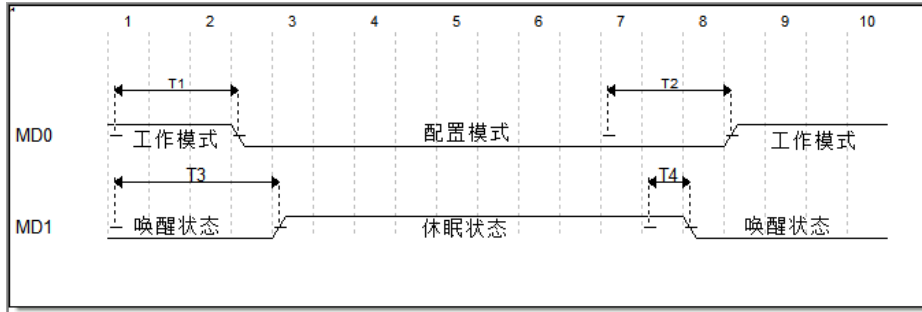 1 2 3 4 5 6 7 8 9 10
T1 T2
MD0 工作模式 配置模式 工作模式
T3 T4
MD1 唤醒状态 休眠状态 唤醒状态